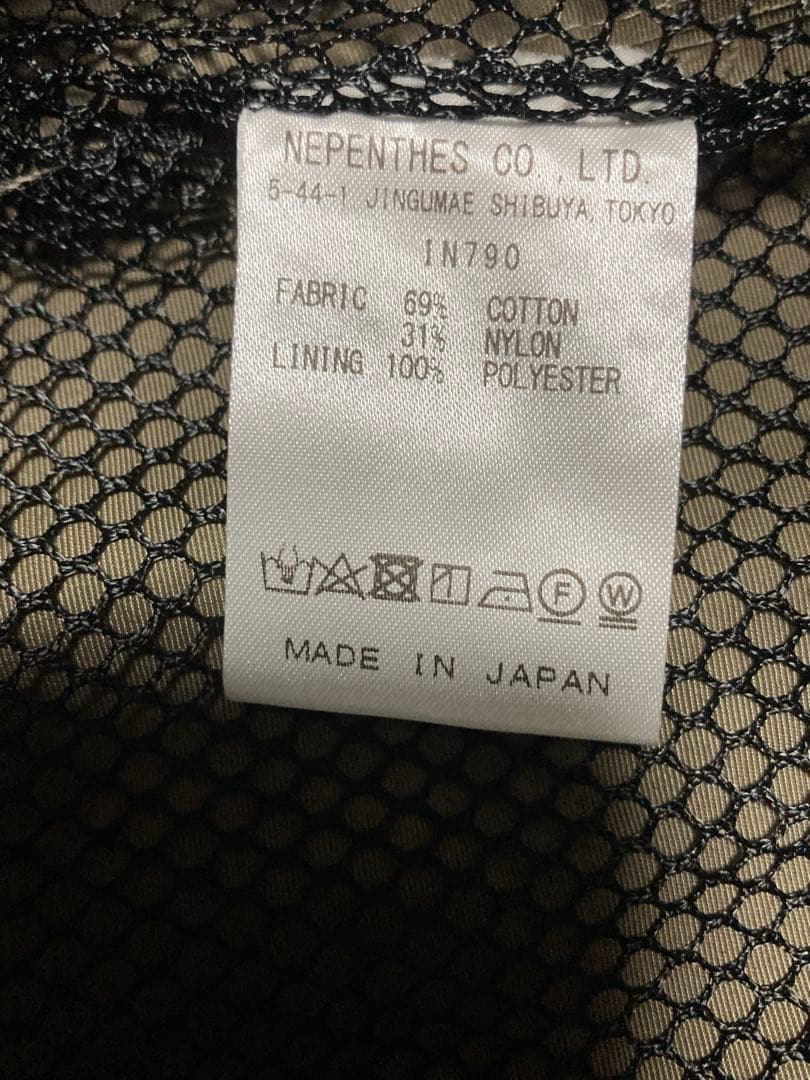 NEPENTHES CO.,LTD.
5-44-1 JINGUMAE SHIBUYA, TOKYO
IN790
FABRIC 69% COTTON
31% NYLON
LINING 100% POLYESTER
F W
MADE IN JAPAN